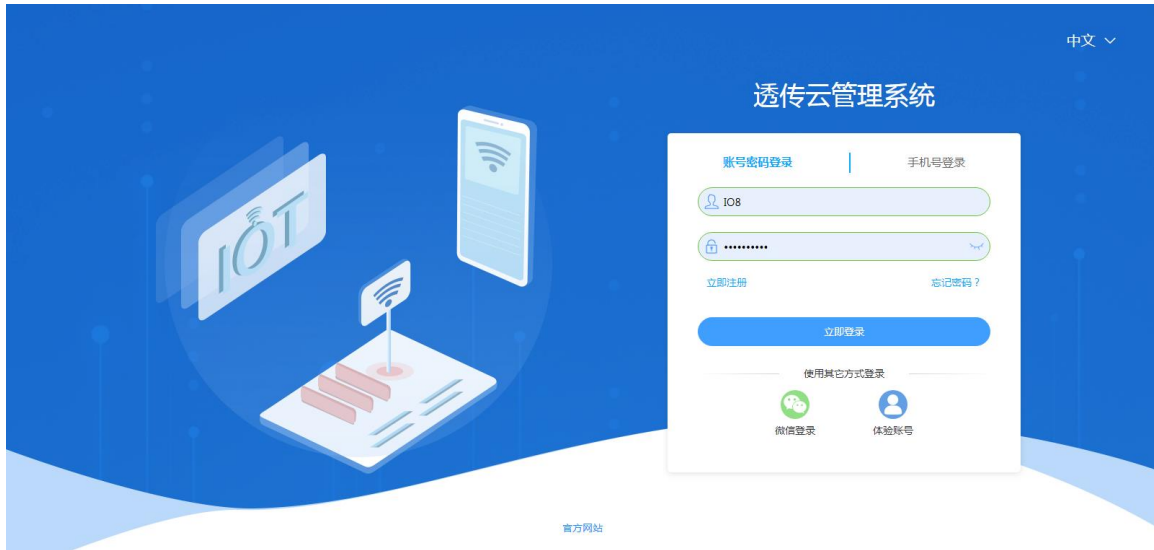 中文
透传云管理系统
账号密码登录 手机号登录
IO8
••••••••••
立即注册 忘记密码？
立即登录
使用其它方式登录
微信登录 体验账号
IOT
官方网站